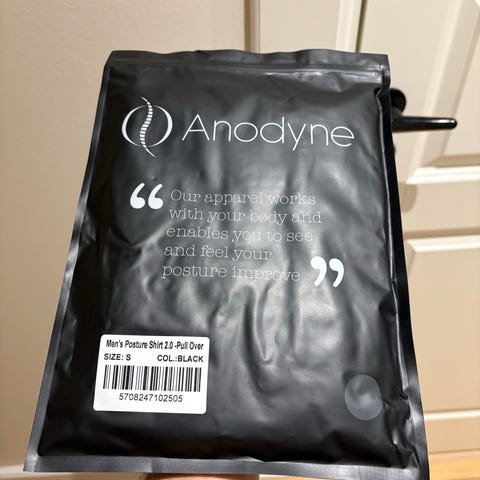 Anodyne
“ Our apparel works
with your body and
enables you to see
and feel your
posture improve ”
Men's Posture Shirt 2.0 -Pull Over
SIZE: S COL.:BLACK
5708247102505